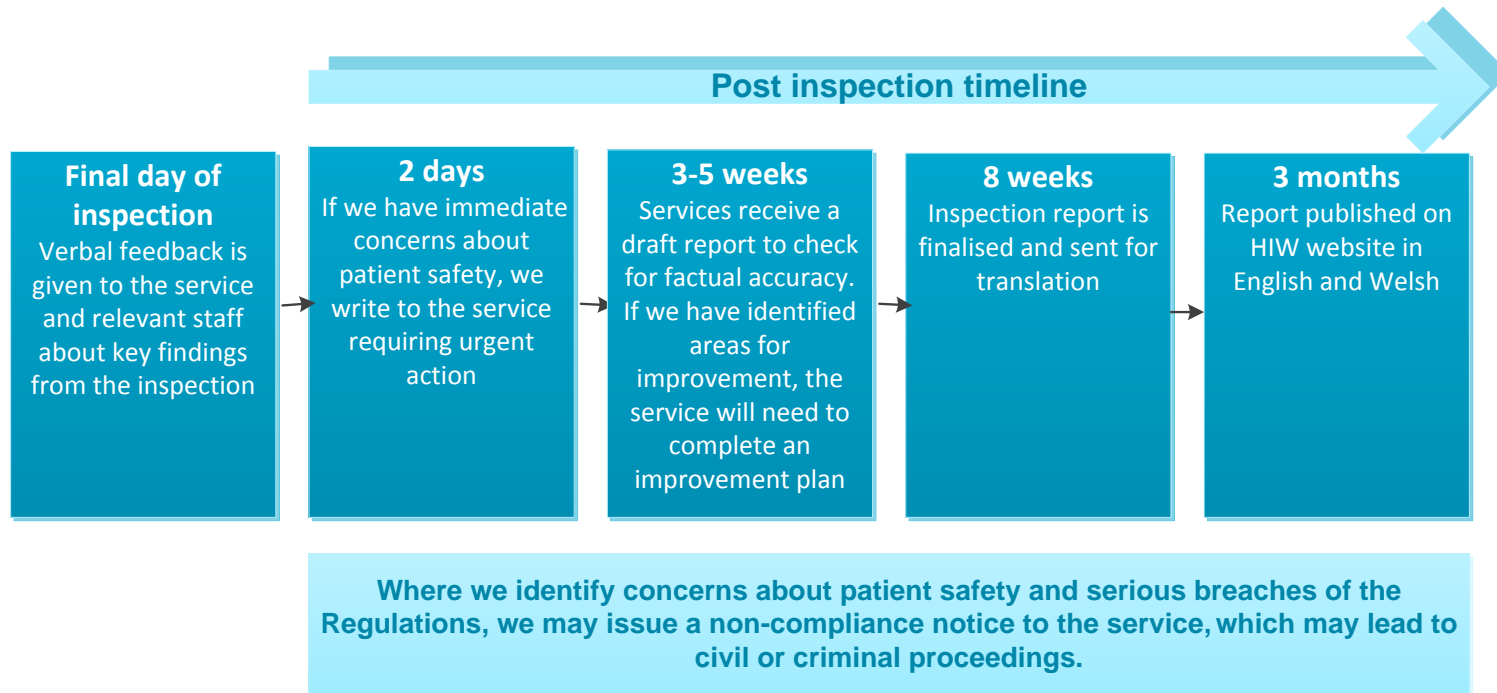 Post inspection timeline
Final day of
inspection
Verbal feedback is
given to the service
and relevant staff
about key findings
from the inspection
2 days
If we have immediate
concerns about
patient safety, we
write to the service
requiring urgent
action
3-5 weeks
Services receive a
draft report to check
for factual accuracy.
If we have identified
areas for
improvement, the
service will need to
complete an
improvement plan
8 weeks
Inspection report is
finalised and sent for
translation
3 months
Report published on
HIW website in
English and Welsh
Where we identify concerns about patient safety and serious breaches of the
Regulations, we may issue a non-compliance notice to the service, which may lead to
civil or criminal proceedings.